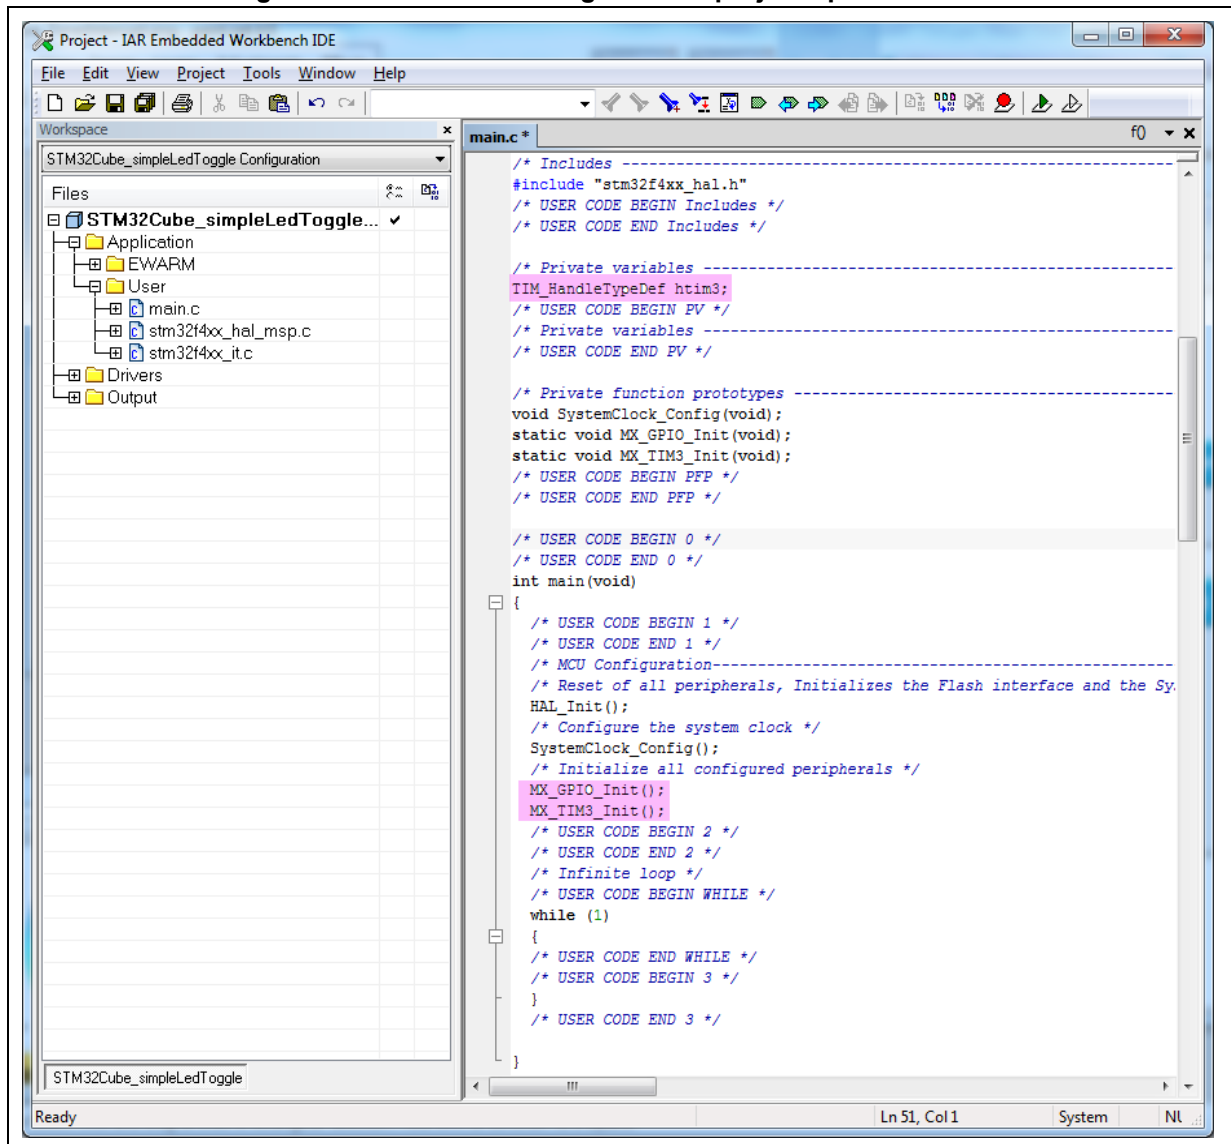 Project - IAR Embedded Workbench IDE
File Edit View Project Tools Window Help
Workspace
STM32Cube_simpleLedToggle Configuration
Files
STM32Cube_simpleLedToggle...
Application
EWARM
User
main.c
stm32f4xx_hal_msp.c
stm32f4xx_it.c
Drivers
Output
STM32Cube_simpleLedToggle
main.c *
f()
/* Includes ------------------------------------------------------------
#include "stm32f4xx_hal.h"
/* USER CODE BEGIN Includes */
/* USER CODE END Includes */
/* Private variables ---------------------------------------------------
TIM_HandleTypeDef htim3;
/* USER CODE BEGIN PV */
/* Private variables ---------------------------------------------------
/* USER CODE END PV */
/* Private function prototypes -----------------------------------------
void SystemClock_Config(void);
static void MX_GPIO_Init(void);
static void MX_TIM3_Init(void);
/* USER CODE BEGIN PFP */
/* USER CODE END PFP */
/* USER CODE BEGIN 0 */
/* USER CODE END 0 */
int main(void)
{
/* USER CODE BEGIN 1 */
/* USER CODE END 1 */
/* MCU Configuration---------------------------------------------------
/* Reset of all peripherals, Initializes the Flash interface and the Sy
HAL_Init();
/* Configure the system clock */
SystemClock_Config();
/* Initialize all configured peripherals */
MX_GPIO_Init();
MX_TIM3_Init();
/* USER CODE BEGIN 2 */
/* USER CODE END 2 */
/* Infinite loop */
/* USER CODE BEGIN WHILE */
while (1)
{
/* USER CODE END WHILE */
/* USER CODE BEGIN 3 */
}
/* USER CODE END 3 */
}
Ready
Ln 51, Col 1
System